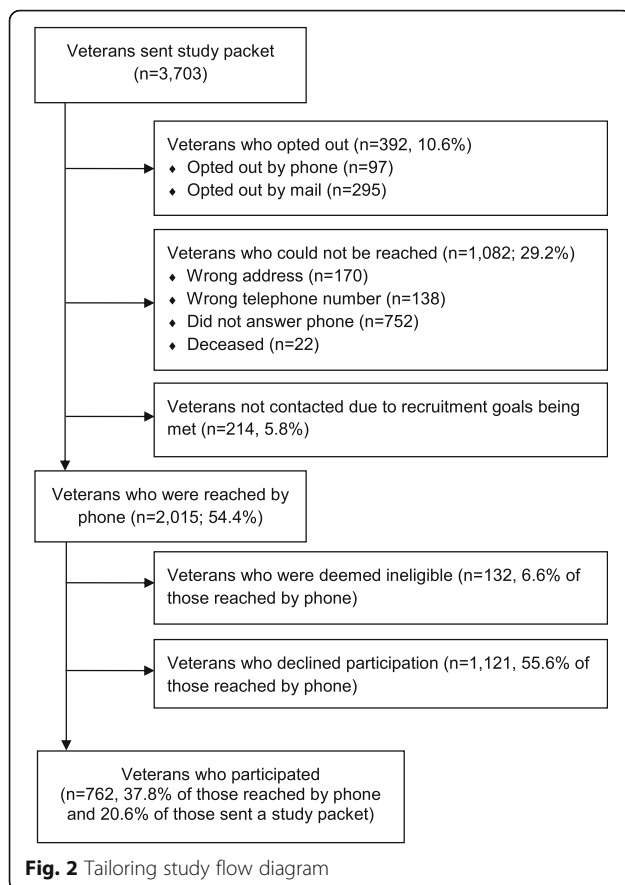 Veterans sent study packet
(n=3,703)
Veterans who opted out (n=392, 10.6%)
♦ Opted out by phone (n=97)
♦ Opted out by mail (n=295)
Veterans who could not be reached (n=1,082; 29.2%)
♦ Wrong address (n=170)
♦ Wrong telephone number (n=138)
♦ Did not answer phone (n=752)
♦ Deceased (n=22)
Veterans not contacted due to recruitment goals being
met (n=214, 5.8%)
Veterans who were reached by
phone (n=2,015; 54.4%)
Veterans who were deemed ineligible (n=132, 6.6% of
those reached by phone)
Veterans who declined participation (n=1,121, 55.6% of
those reached by phone)
Veterans who participated
(n=762, 37.8% of those reached by phone
and 20.6% of those sent a study packet)
Fig. 2 Tailoring study flow diagram